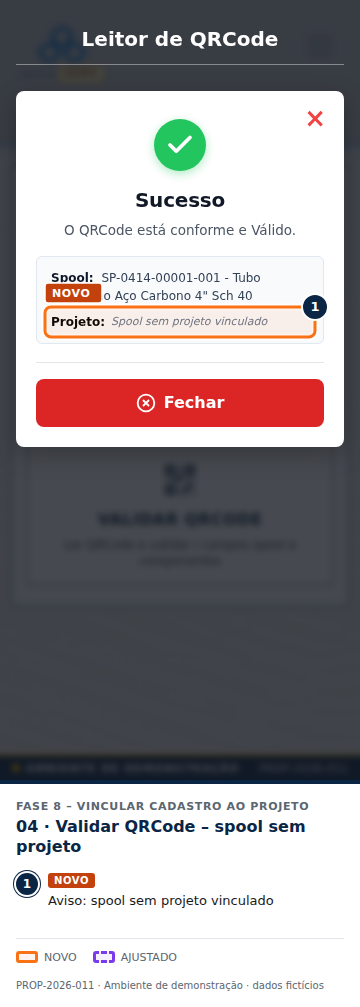 Leitor de QRCode
Sucesso
O QRCode está conforme e Válido.
Spool: SP-0414-00001-001 - Tubo
NOVO o Aço Carbono 4" Sch 40
1
Projeto: Spool sem projeto vinculado
Fechar
VALIDAR QRCODE
AMBIENTE DE DEMONSTRAÇÃO
FASE 8 – VINCULAR CADASTRO AO PROJETO
04 · Validar QRCode – spool sem
projeto
1 NOVO
Aviso: spool sem projeto vinculado
NOVO AJUSTADO
PROP-2026-011 · Ambiente de demonstração · dados fictícios